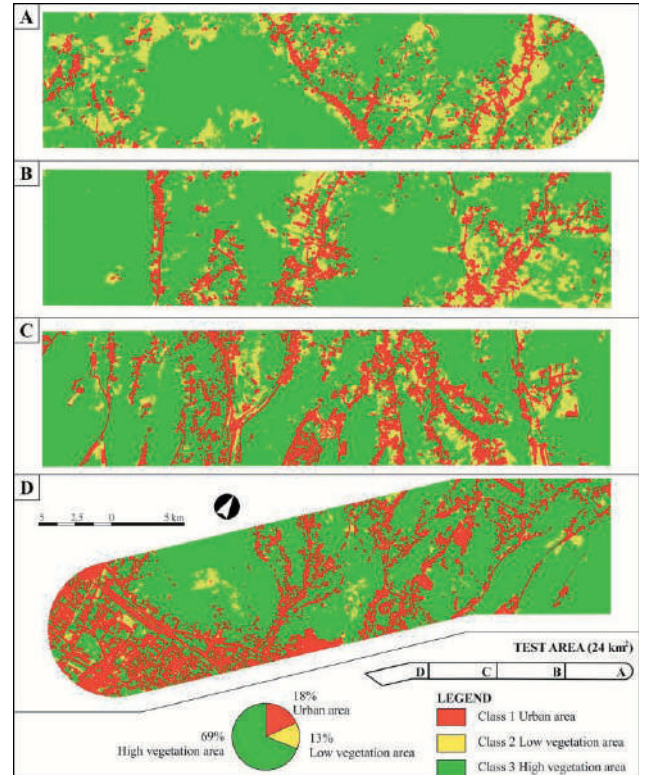 A
B
C
D
5 2,5 0 5 km
TEST AREA (24 km²)
D C B A
18%
Urban area
69%
High vegetation area
13%
Low vegetation area
LEGEND
Class 1 Urban area
Class 2 Low vegetation area
Class 3 High vegetation area